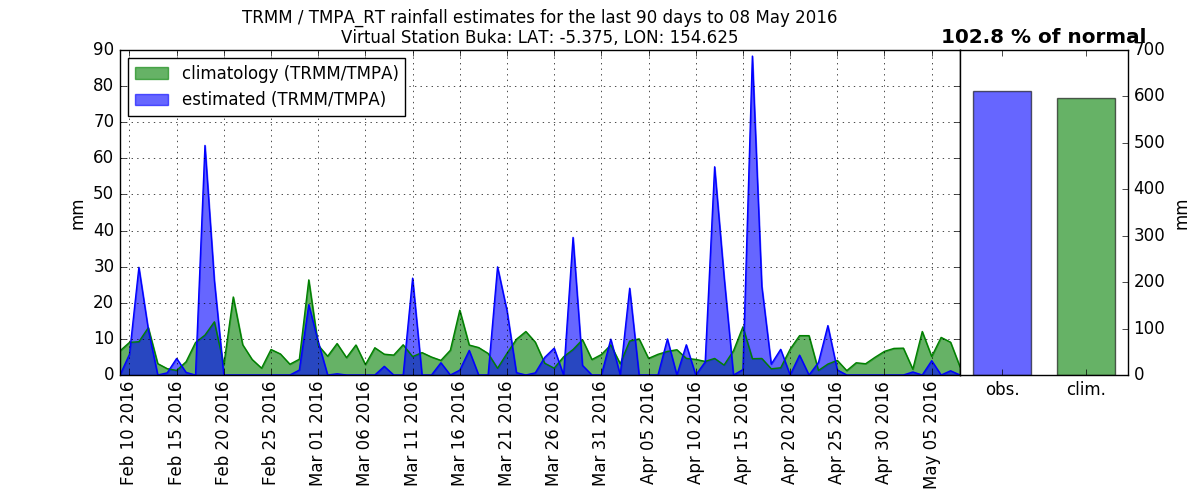 TRMM / TMPA_RT rainfall estimates for the last 90 days to 08 May 2016
Virtual Station Buka: LAT: -5.375, LON: 154.625
102.8 % of normal
climatology (TRMM/TMPA)
estimated (TRMM/TMPA)
90
80
70
60
50
40
30
20
10
0
mm
Feb 10 2016
Feb 15 2016
Feb 20 2016
Feb 25 2016
Mar 01 2016
Mar 06 2016
Mar 11 2016
Mar 16 2016
Mar 21 2016
Mar 26 2016
Mar 31 2016
Apr 05 2016
Apr 10 2016
Apr 15 2016
Apr 20 2016
Apr 25 2016
Apr 30 2016
May 05 2016
700
600
500
400
300
200
100
0
mm
obs.
clim.